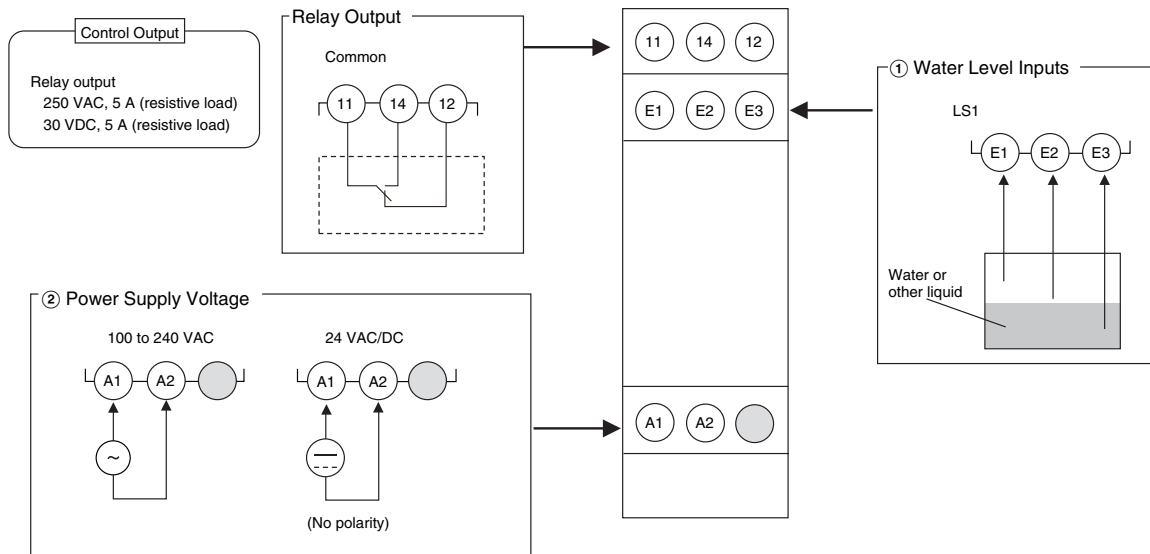 Control Output
Relay output
250 VAC, 5 A (resistive load)
30 VDC, 5 A (resistive load)
Relay Output
Common
11 14 12
11 14 12
E1 E2 E3
① Water Level Inputs
LS1
E1 E2 E3
Water or
other liquid
② Power Supply Voltage
100 to 240 VAC
24 VAC/DC
A1 A2
~
A1 A2
(No polarity)
A1 A2